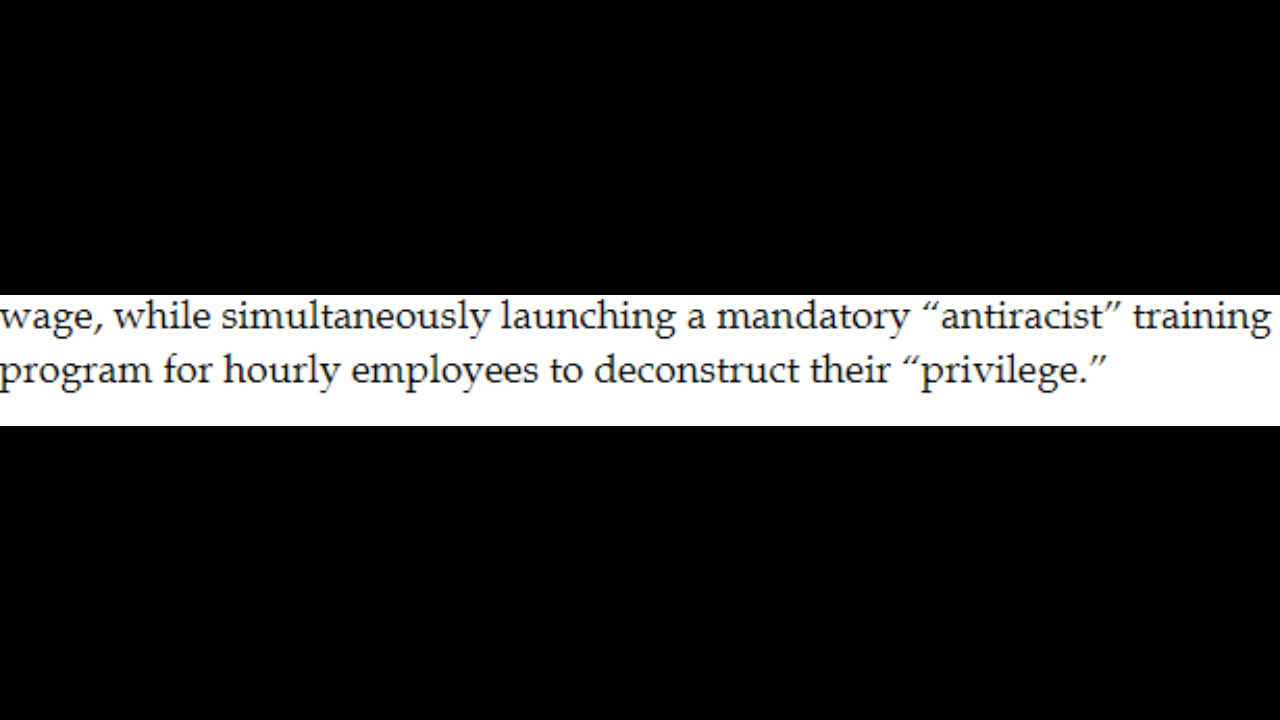 wage, while simultaneously launching a mandatory “antiracist” training
program for hourly employees to deconstruct their “privilege.”